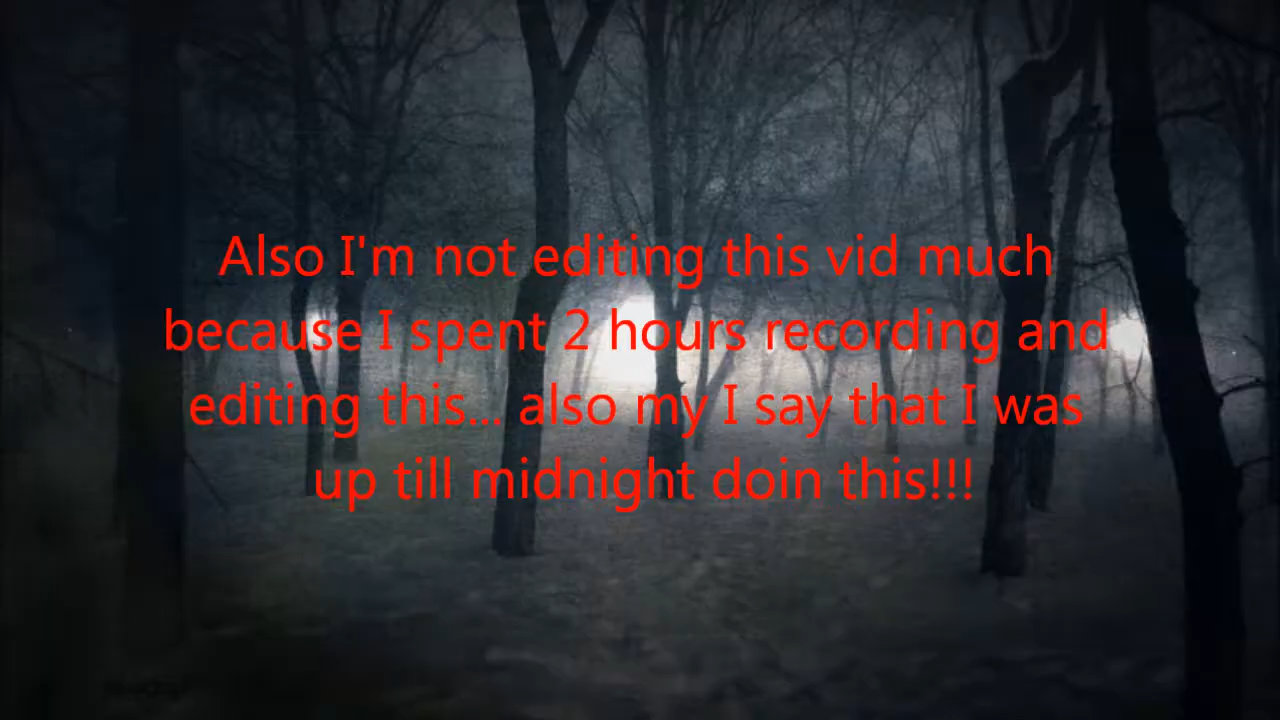 Also I'm not editing this vid much
because I spent 2 hours recording and
editing this... also my I say that I was
up till midnight doin this!!!